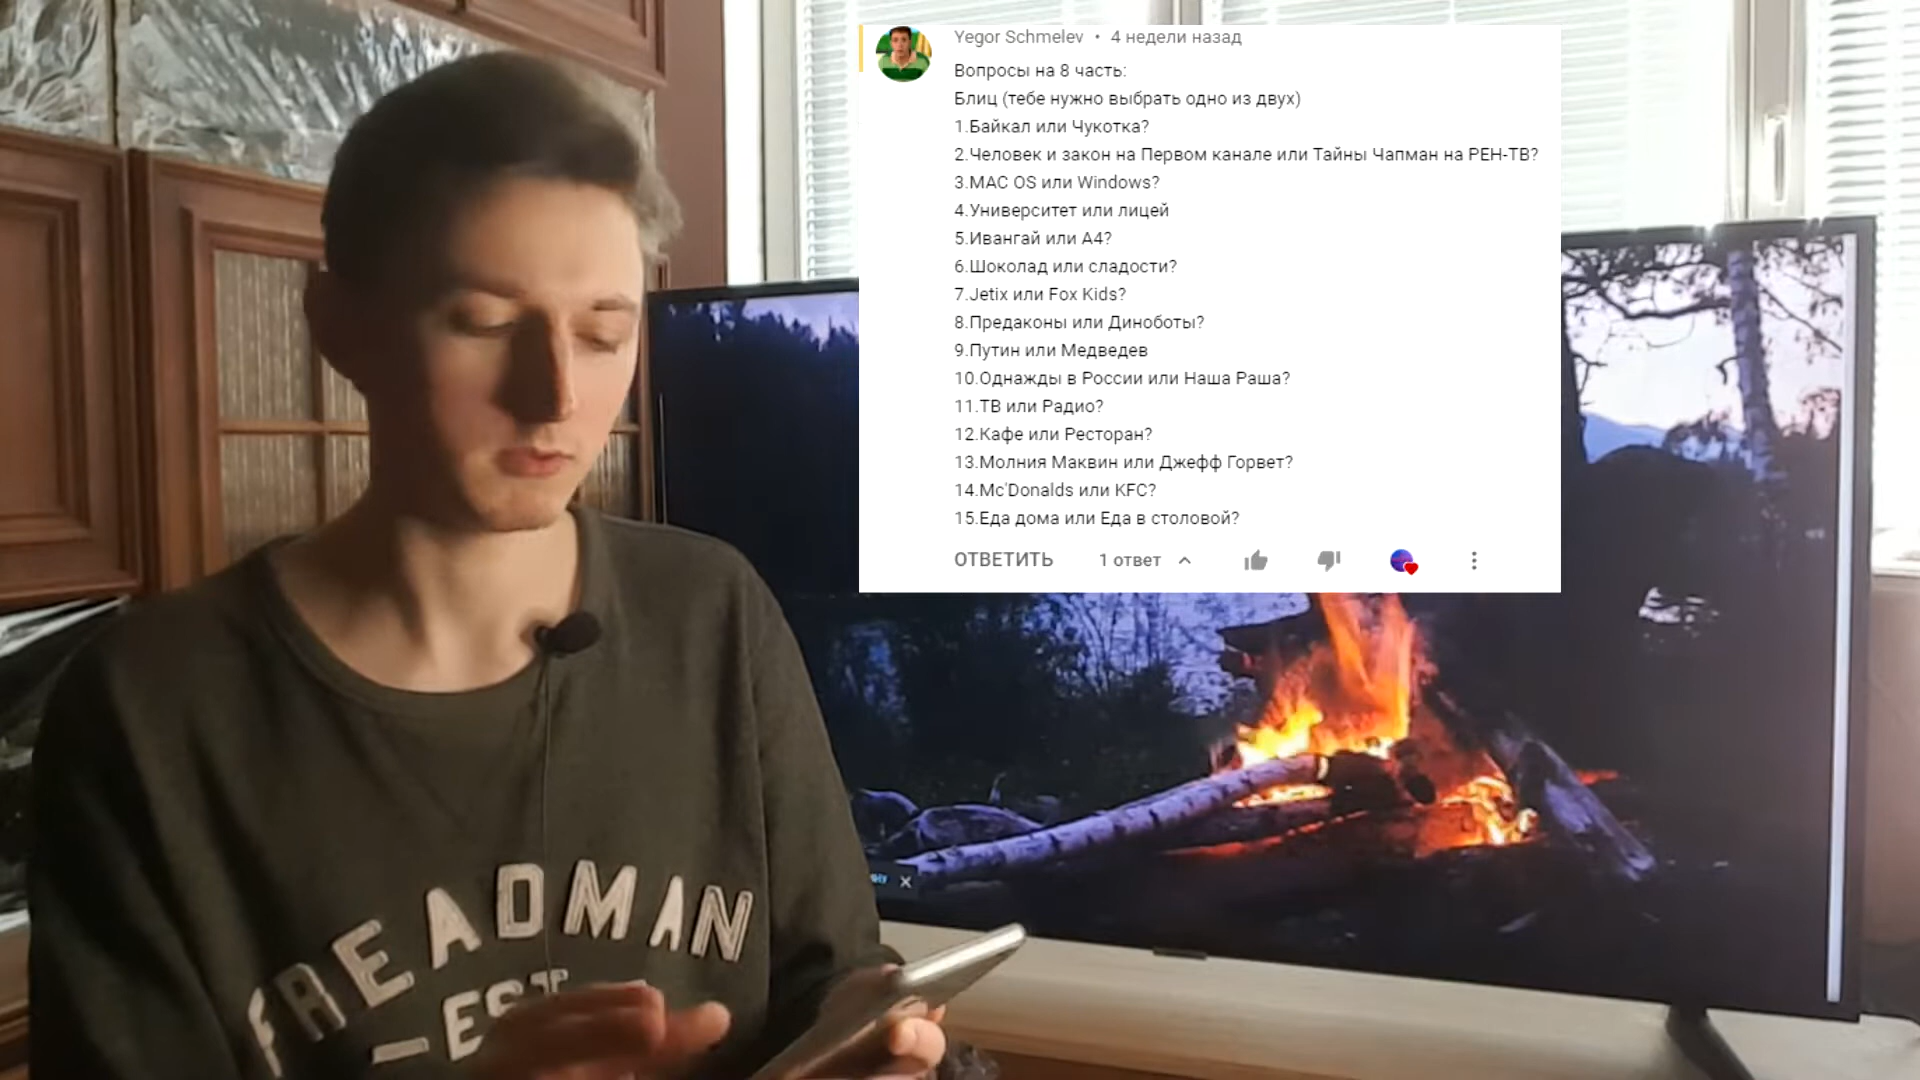 Yegor Schmelev • 4 недели назад
Вопросы на 8 часть:
Блиц (тебе нужно выбрать одно из двух)
1.Байкал или Чукотка?
2.Человек и закон на Первом канале или Тайны Чапман на РЕН-ТВ?
3.MAC OS или Windows?
4.Университет или лицей
5.Ивангай или А4?
6.Шоколад или сладости?
7.Jetix или Fox Kids?
8.Предаконы или Диноботы?
9.Путин или Медведев
10.Однажды в России или Наша Раша?
11.ТВ или Радио?
12.Кафе или Ресторан?
13.Молния Маквин или Джефф Горвет?
14.Mc'Donalds или KFC?
15.Еда дома или Еда в столовой?
ОТВЕТИТЬ 1 ответ
FREADMAN
EST